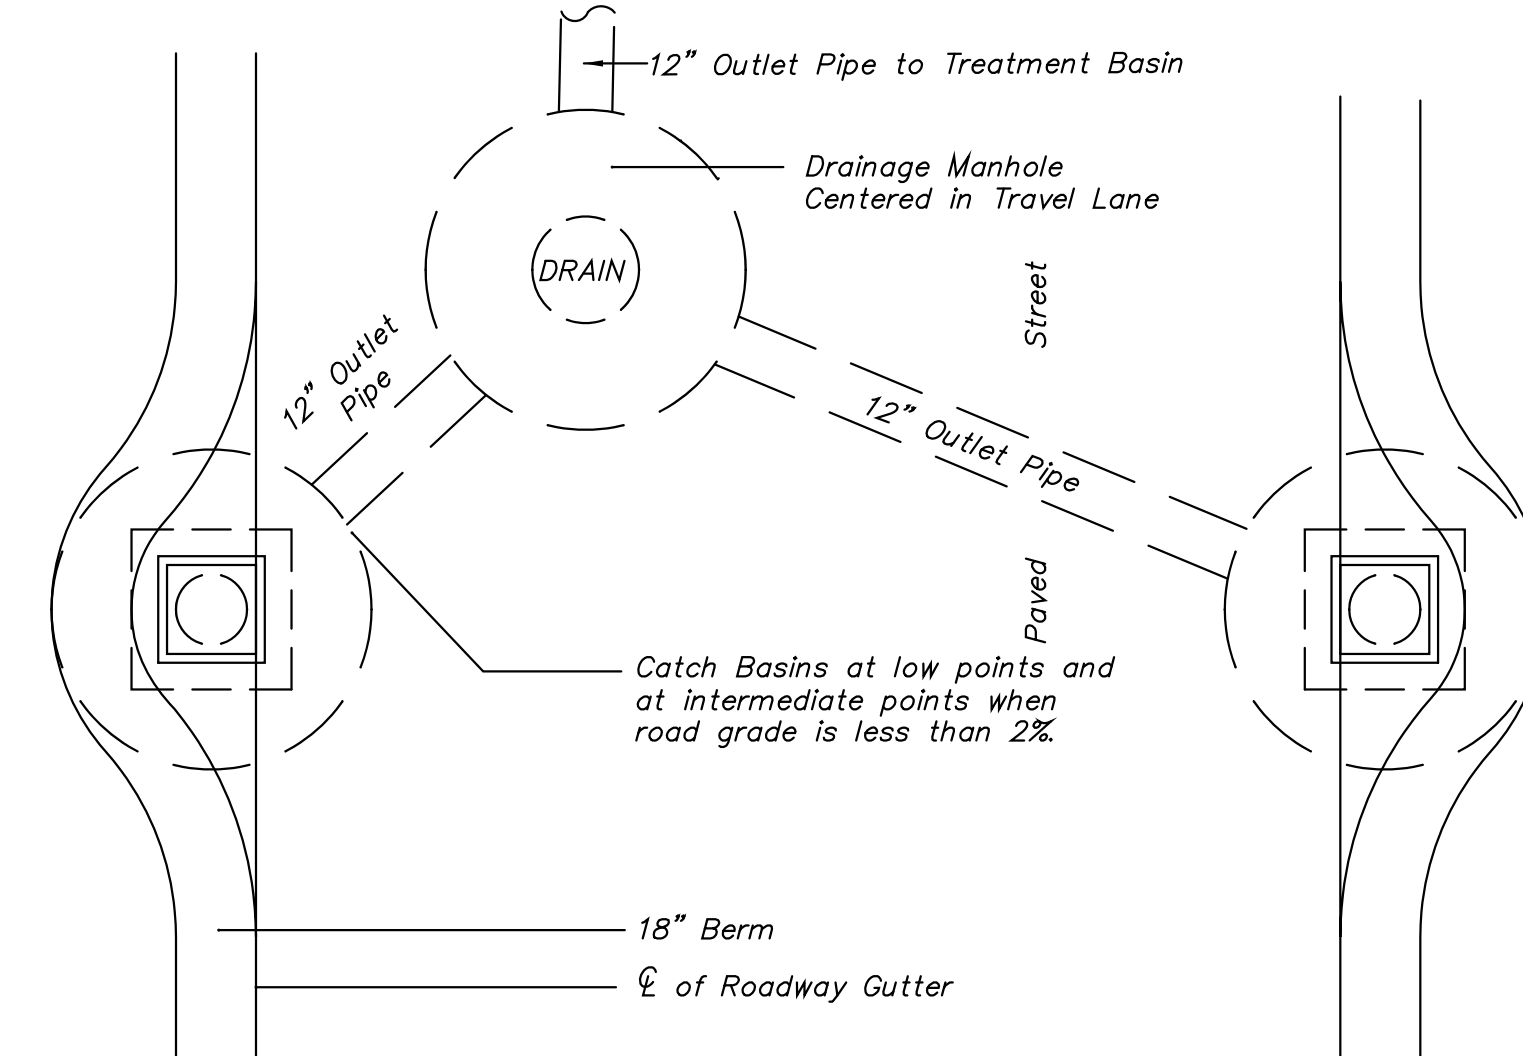 12" Outlet Pipe to Treatment Basin
Drainage Manhole
Centered in Travel Lane
DRAIN
Street
12" Outlet
Pipe
12" Outlet Pipe
Paved
Catch Basins at low points and
at intermediate points when
road grade is less than 2%.
18" Berm
℄ of Roadway Gutter